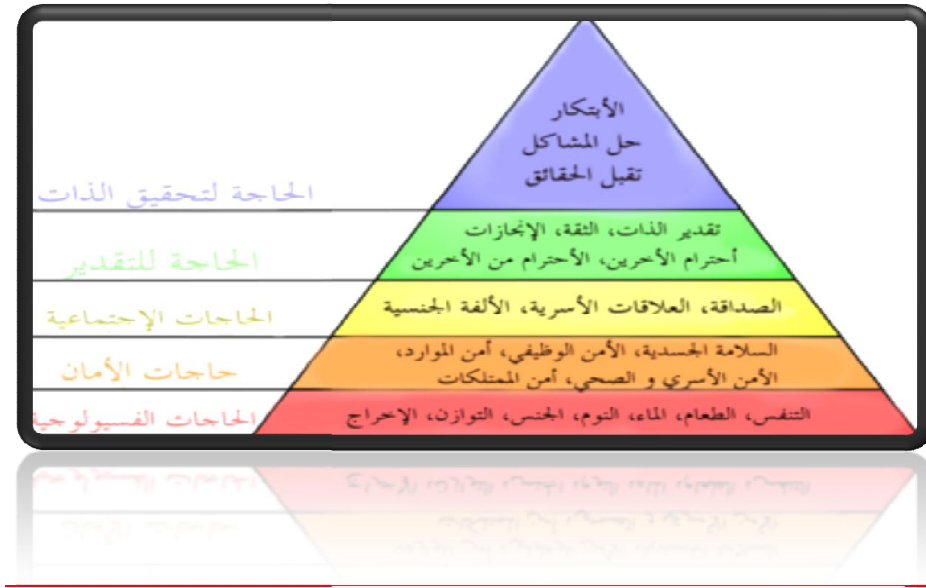 الأبتكار
حل المشاكل
تقبل الحقائق
الحاجة لتحقيق الذات
تقدير الذات، الثقة، الإنجازات
أحترام الأخرين، الأحترام من الأخرين
الحاجة للتقدير
الصداقة، العلاقات الأسرية، الألفة الجنسية
الحاجات الإجتماعية
السلامة الجسدية، الأمن الوظيفي، أمن الموارد،
الأمن الأسري و الصحي، أمن الممتلكات
حاجات الأمان
التنفس، الطعام، الماء، النوم، الجنس، التوازن، الإخراج
الحاجات الفسيولوجية